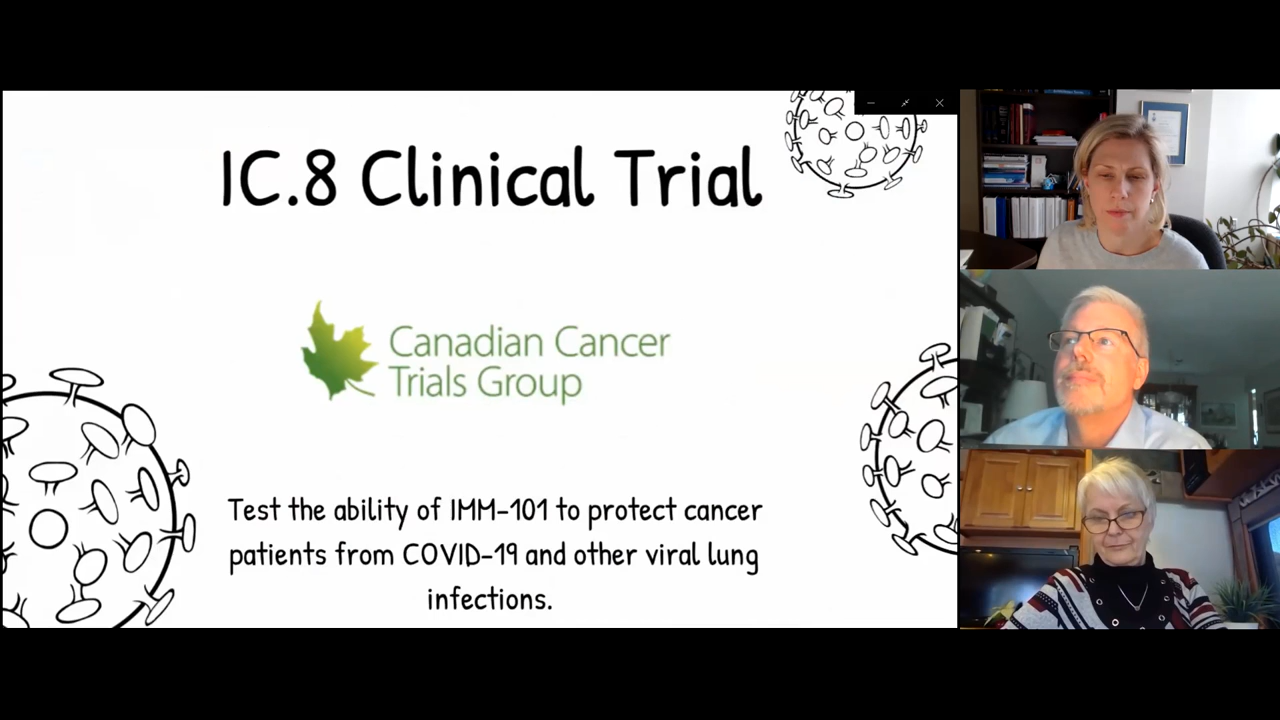 IC.8 Clinical Trial
Canadian Cancer
Trials Group
Test the ability of IMM-101 to protect cancer
patients from COVID-19 and other viral lung
infections.